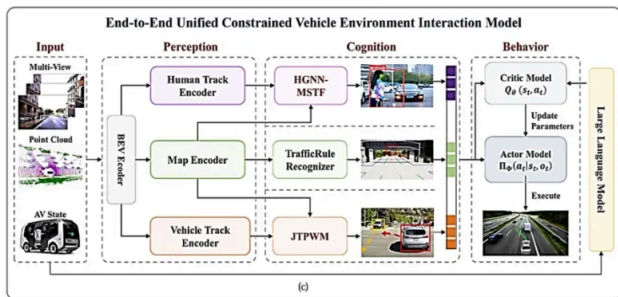 End-to-End Unified Constrained Vehicle Environment Interaction Model
Input
Perception
Cognition
Behavior
Multi-View
Point Cloud
AV State
BEV Ecoder
Human Track
Encoder
Map Encoder
Vehicle Track
Encoder
HGNN-
MSTF
TrafficRule
Recognizer
JTPWM
Critic Model
Qθ (st, at)
Update
Parameters
Actor Model
ΠΦ(at|st, ot)
Execute
Large Language Model
(c)